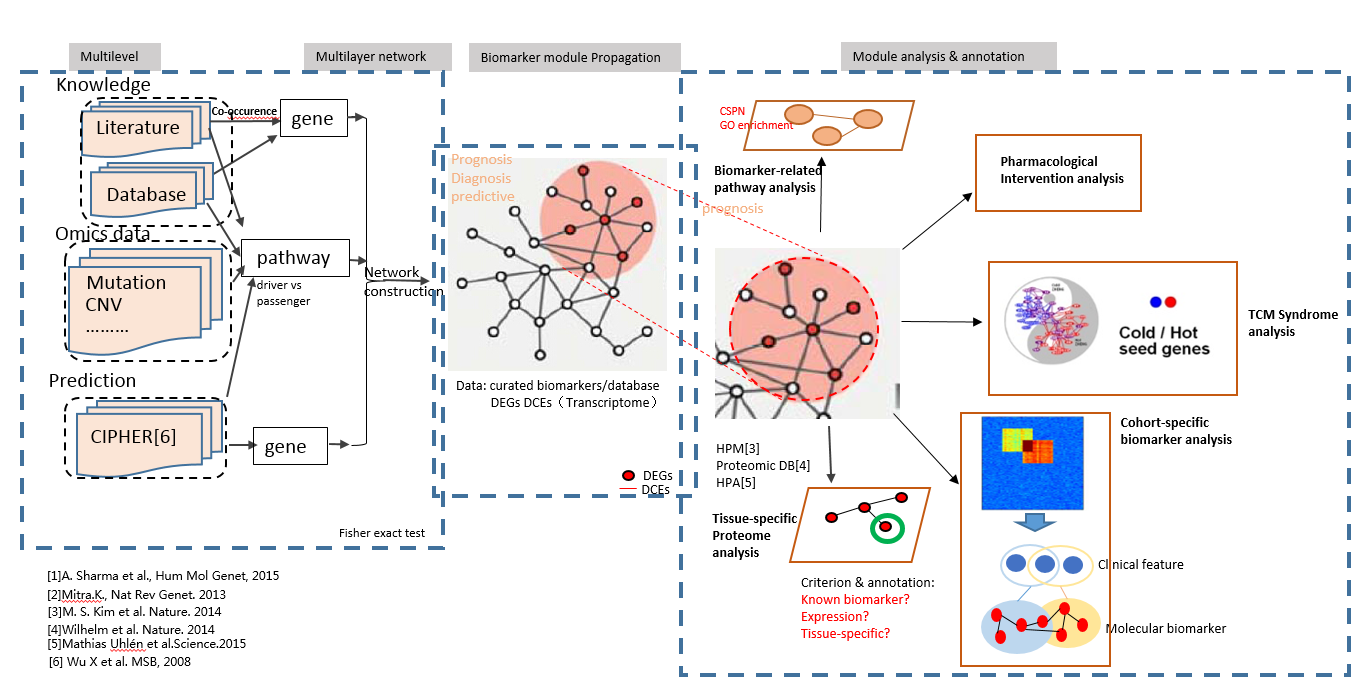 Multilevel
Multilayer network
Biomarker module Propagation
Module analysis & annotation
Knowledge
Literature
Database
Co-occurence
gene
Omics data
Mutation
CNV
.........
pathway
driver vs
passenger
Network
construction
Prediction
CIPHER[6]
gene
Fisher exact test
[1]A. Sharma et al., Hum Mol Genet, 2015
[2]Mitra.K., Nat Rev Genet. 2013
[3]M. S. Kim et al. Nature. 2014
[4]Wilhelm et al. Nature. 2014
[5]Mathias Uhlén et al.Science.2015
[6] Wu X et al. MSB, 2008
Prognosis
Diagnosis
predictive
Data: curated biomarkers/database
DEGs DCEs（Transcriptome）
DEGs
DCEs
CSPN
GO enrichment
Biomarker-related
pathway analysis
prognosis
Pharmacological
Intervention analysis
Cold / Hot
seed genes
TCM Syndrome
analysis
HPM[3]
Proteomic DB[4]
HPA[5]
Tissue-specific
Proteome
analysis
Criterion & annotation:
Known biomarker?
Expression?
Tissue-specific?
Cohort-specific
biomarker analysis
Clinical feature
Molecular biomarker